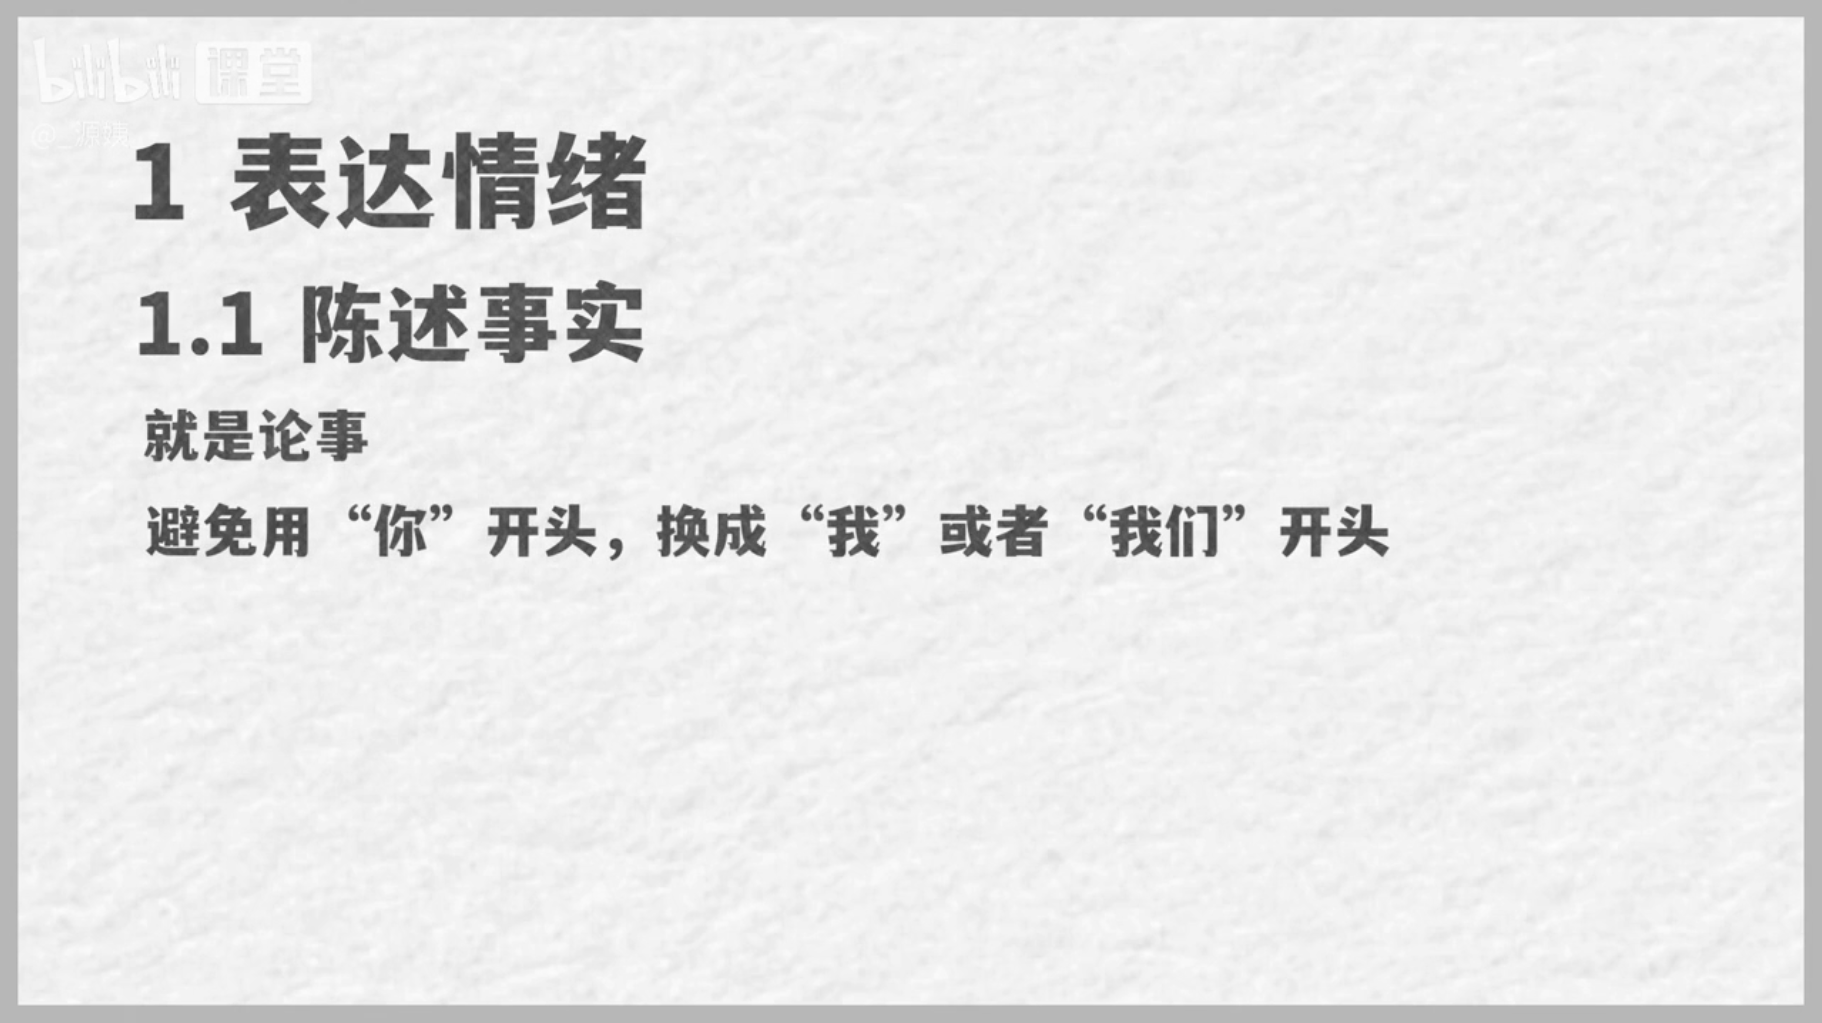 bilibili 课堂
@_源姨
1 表达情绪
1.1 陈述事实
就是论事
避免用“你”开头，换成“我”或者“我们”开头